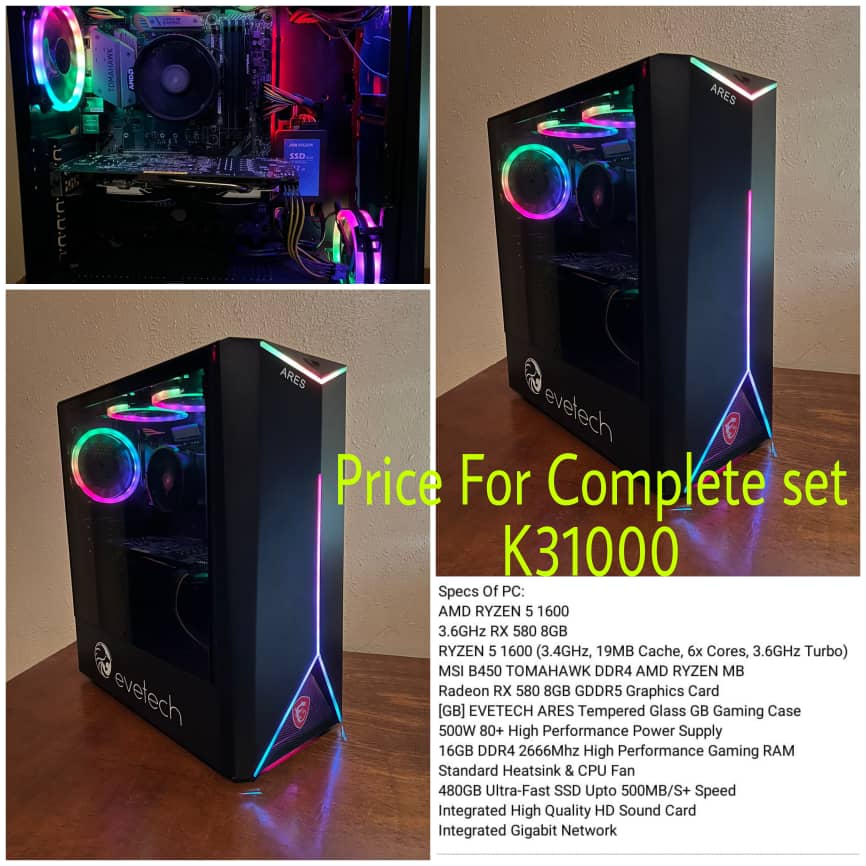 TOMAHAWK
AMD
SSD
ARES
evetech
ARES
evetech
Price For Complete set
K31000
Specs Of PC:
AMD RYZEN 5 1600
3.6GHz RX 580 8GB
RYZEN 5 1600 (3.4GHz, 19MB Cache, 6x Cores, 3.6GHz Turbo)
MSI B450 TOMAHAWK DDR4 AMD RYZEN MB
Radeon RX 580 8GB GDDR5 Graphics Card
[GB] EVETECH ARES Tempered Glass GB Gaming Case
500W 80+ High Performance Power Supply
16GB DDR4 2666Mhz High Performance Gaming RAM
Standard Heatsink & CPU Fan
480GB Ultra-Fast SSD Upto 500MB/S+ Speed
Integrated High Quality HD Sound Card
Integrated Gigabit Network